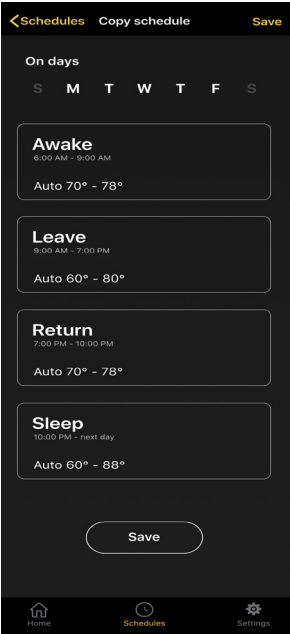 Schedules Copy schedule Save
On days
S M T W T F S
Awake
6:00 AM - 9:00 AM
Auto 70° - 78°
Leave
9:00 AM - 7:00 PM
Auto 60° - 80°
Return
7:00 PM - 10:00 PM
Auto 70° - 78°
Sleep
10:00 PM - next day
Auto 60° - 88°
Save
Home Schedules Settings